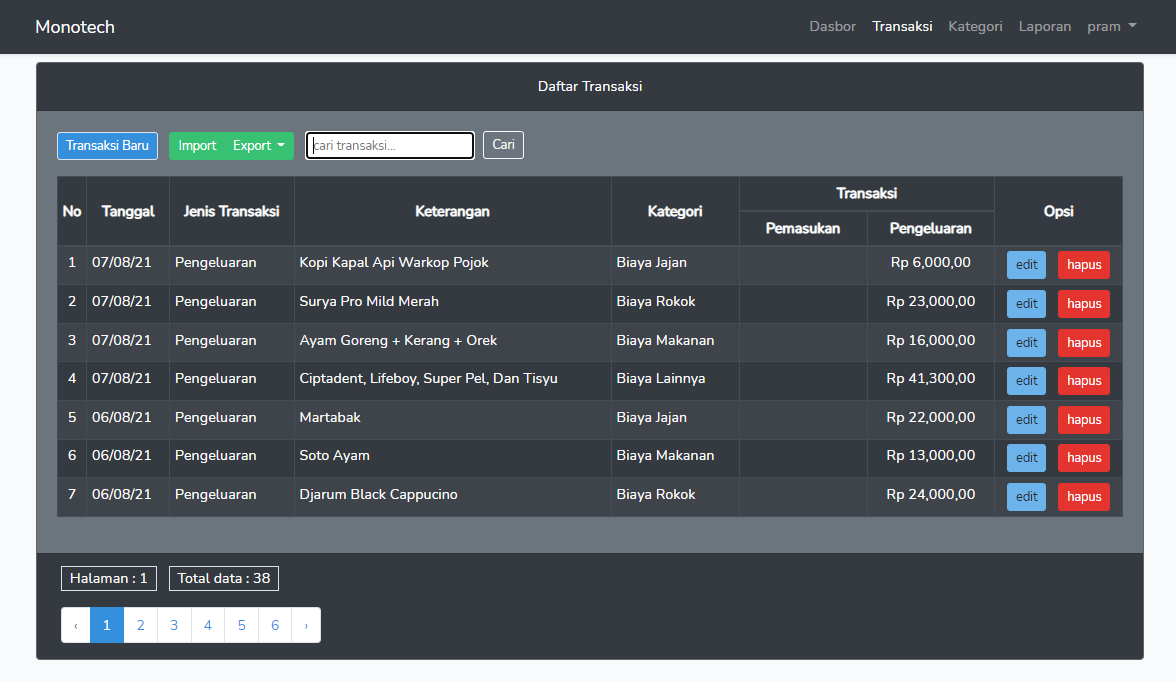 Monotech Dasbor Transaksi Kategori Laporan pram
Daftar Transaksi
Transaksi Baru Import Export cari transaksi... Cari
No Tanggal Jenis Transaksi Keterangan Kategori Transaksi Opsi
Pemasukan Pengeluaran
1 07/08/21 Pengeluaran Kopi Kapal Api Warkop Pojok Biaya Jajan Rp 6,000,00 edit hapus
2 07/08/21 Pengeluaran Surya Pro Mild Merah Biaya Rokok Rp 23,000,00 edit hapus
3 07/08/21 Pengeluaran Ayam Goreng + Kerang + Orek Biaya Makanan Rp 16,000,00 edit hapus
4 07/08/21 Pengeluaran Ciptadent, Lifeboy, Super Pel, Dan Tisyu Biaya Lainnya Rp 41,300,00 edit hapus
5 06/08/21 Pengeluaran Martabak Biaya Jajan Rp 22,000,00 edit hapus
6 06/08/21 Pengeluaran Soto Ayam Biaya Makanan Rp 13,000,00 edit hapus
7 06/08/21 Pengeluaran Djarum Black Cappucino Biaya Rokok Rp 24,000,00 edit hapus
Halaman : 1 Total data : 38
‹ 1 2 3 4 5 6 ›